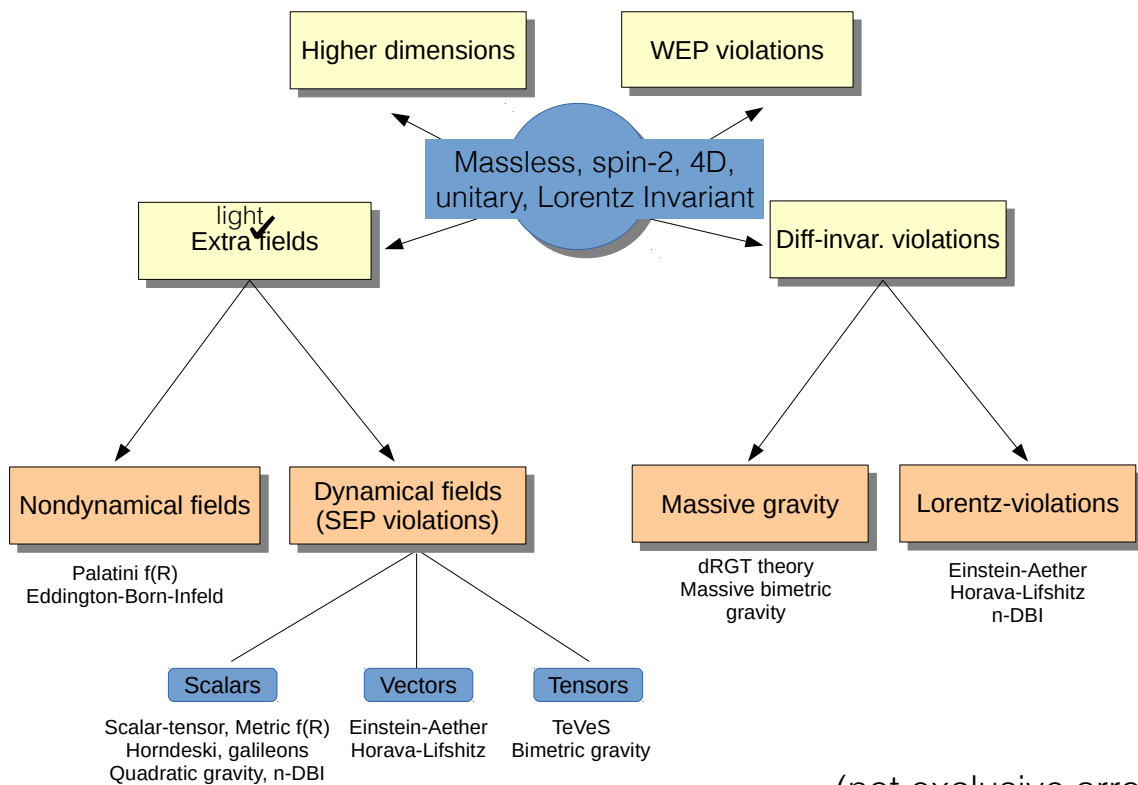 Higher dimensions
WEP violations
Massless, spin-2, 4D,
unitary, Lorentz Invariant
light
Extra fields
Diff-invar. violations
Nondynamical fields
Dynamical fields
(SEP violations)
Massive gravity
Lorentz-violations
Palatini f(R)
Eddington-Born-Infeld
dRGT theory
Massive bimetric
gravity
Einstein-Aether
Horava-Lifshitz
n-DBI
Scalars
Vectors
Tensors
Scalar-tensor, Metric f(R)
Horndeski, galileons
Quadratic gravity, n-DBI
Einstein-Aether
Horava-Lifshitz
TeVeS
Bimetric gravity
(not exclusive